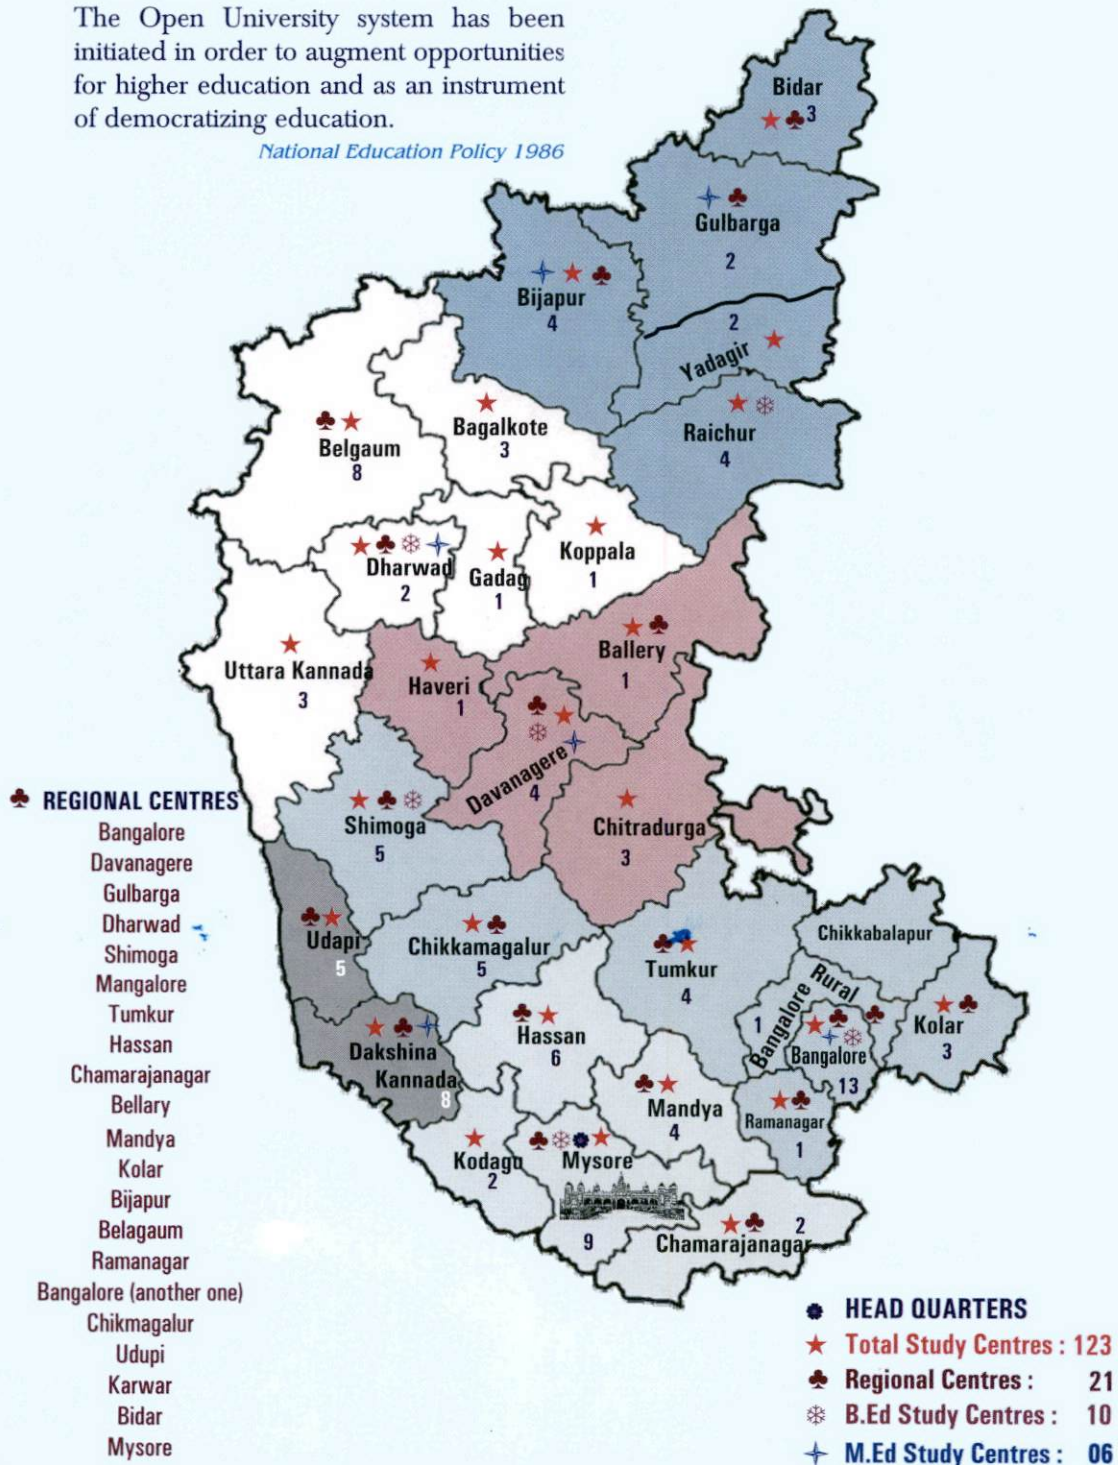 The Open University system has been
initiated in order to augment opportunities
for higher education and as an instrument
of democratizing education.
National Education Policy 1986
Bidar
3
Gulbarga
2
Bijapur
4
2
Yadagir
Raichur
4
Bagalkote
3
Belgaum
8
Koppala
1
Dharwad
2
Gadag
1
Ballery
1
Uttara Kannada
3
Haveri
1
Davanagere
4
Shimoga
5
Chitradurga
3
Udapi
5
Chikkamagalur
5
Tumkur
4
Chikkabalapur
Bangalore Rural
1
Kolar
3
Hassan
6
Bangalore
13
Dakshina
Kannada
8
Mandya
4
Ramanagar
1
Kodagu
2
Mysore
9
Chamarajanagar
2
REGIONAL CENTRES
Bangalore
Davanagere
Gulbarga
Dharwad
Shimoga
Mangalore
Tumkur
Hassan
Chamarajanagar
Bellary
Mandya
Kolar
Bijapur
Belagaum
Ramanagar
Bangalore (another one)
Chikmagalur
Udupi
Karwar
Bidar
Mysore
HEAD QUARTERS
Total Study Centres : 123
Regional Centres : 21
B.Ed Study Centres : 10
M.Ed Study Centres : 06